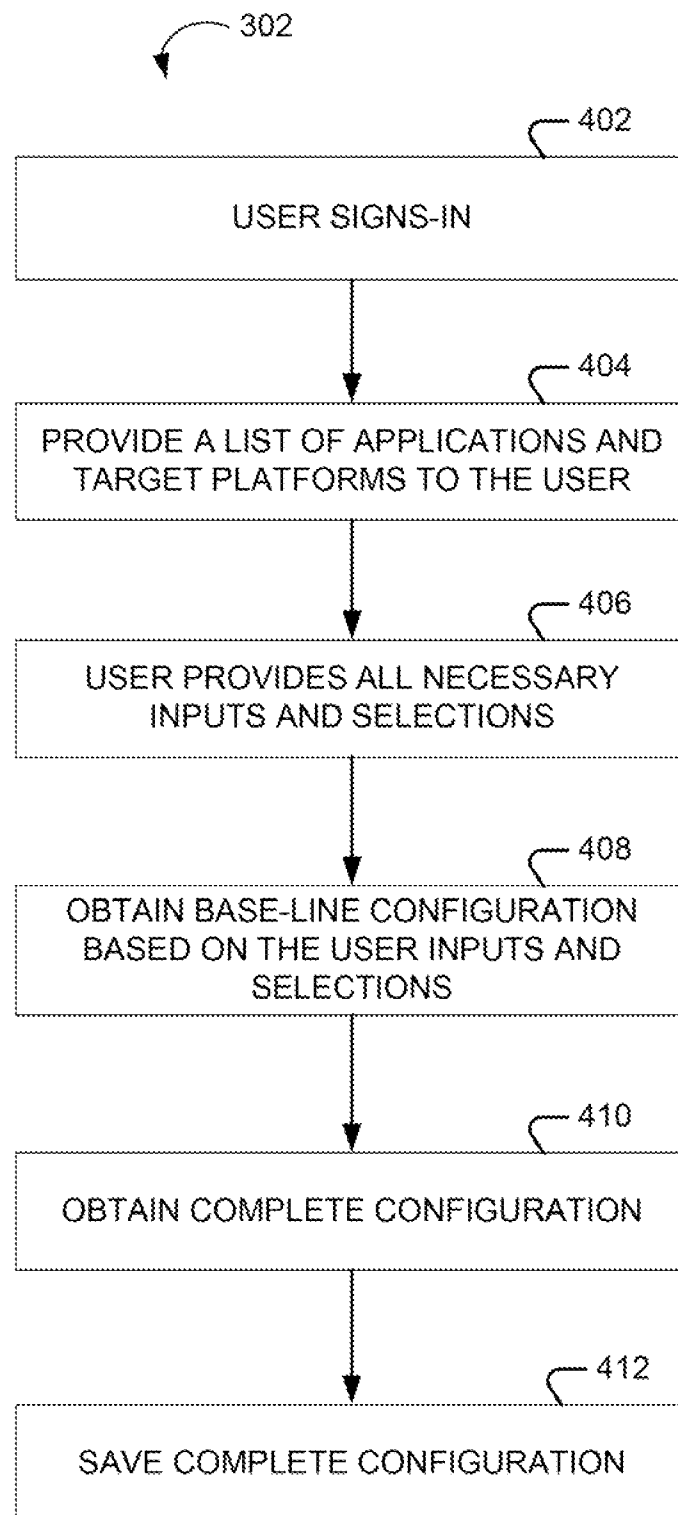 302
402
USER SIGNS-IN
404
PROVIDE A LIST OF APPLICATIONS AND
TARGET PLATFORMS TO THE USER
406
USER PROVIDES ALL NECESSARY
INPUTS AND SELECTIONS
408
OBTAIN BASE-LINE CONFIGURATION
BASED ON THE USER INPUTS AND
SELECTIONS
410
OBTAIN COMPLETE CONFIGURATION
412
SAVE COMPLETE CONFIGURATION